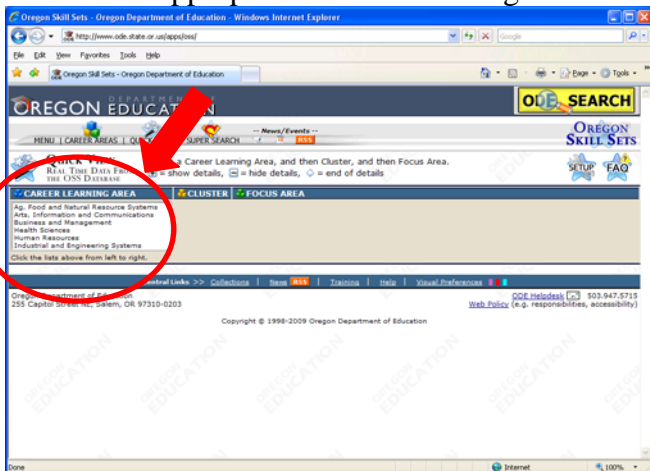 Oregon Skill Sets - Oregon Department of Education - Windows Internet Explorer
http://www.ode.state.or.us/apps/oss/
Google
File Edit View Favorites Tools Help
Oregon Skill Sets - Oregon Department of Education
Page Tools
OREGON DEPARTMENT OF EDUCATION
ODE SEARCH
-- News/Events --
RSS
MENU | CAREER AREAS | SUPER SEARCH
OREGON SKILL SETS
QUICK VIEW
REAL TIME DATA
THE OSS DATABASE
a Career Learning Area, and then Cluster, and then Focus Area.
= show details, = hide details, = end of details
SETUP FAQ
CAREER LEARNING AREA CLUSTER FOCUS AREA
Ag. Food and Natural Resource Systems
Arts. Information and Communications
Business and Management
Health Sciences
Human Resources
Industrial and Engineering Systems
Click the lists above from left to right.
Central Links >> Collections | News RSS | Training | Help | Visual Preferences
Oregon Department of Education
255 Capitol Street NE, Salem, OR 97310-0203
ODE Helpdesk 503.947.5715
Web Policy (e.g. responsibilities, accessibility)
Copyright © 1998-2009 Oregon Department of Education
OREGON EDUCATION
Done
Internet
100%